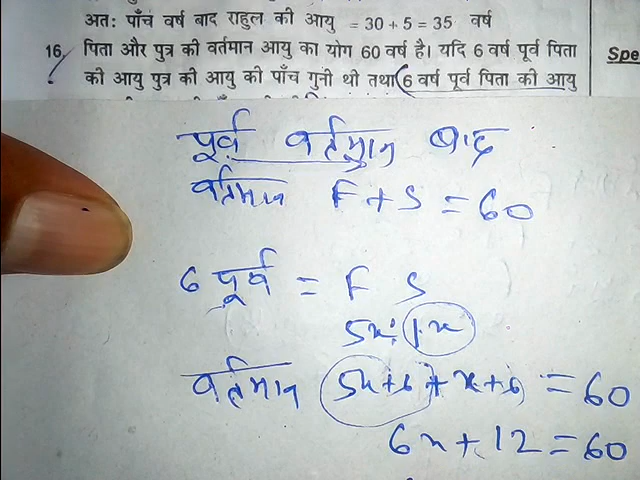 अतः पाँच वर्ष बाद राहुल की आयु = 30 + 5 = 35 वर्ष
16. पिता और पुत्र की वर्तमान आयु का योग 60 वर्ष है। यदि 6 वर्ष पूर्व पिता
Spe
की आयु पुत्र की आयु की पाँच गुनी थी तथा 6 वर्ष पूर्व पिता की आयु
पूर्व वर्तमान बाद
वर्तमान F + S = 60
6 पूर्व = F S
5x : 1x
वर्तमान 5x+6 + x+6 = 60
6x + 12 = 60